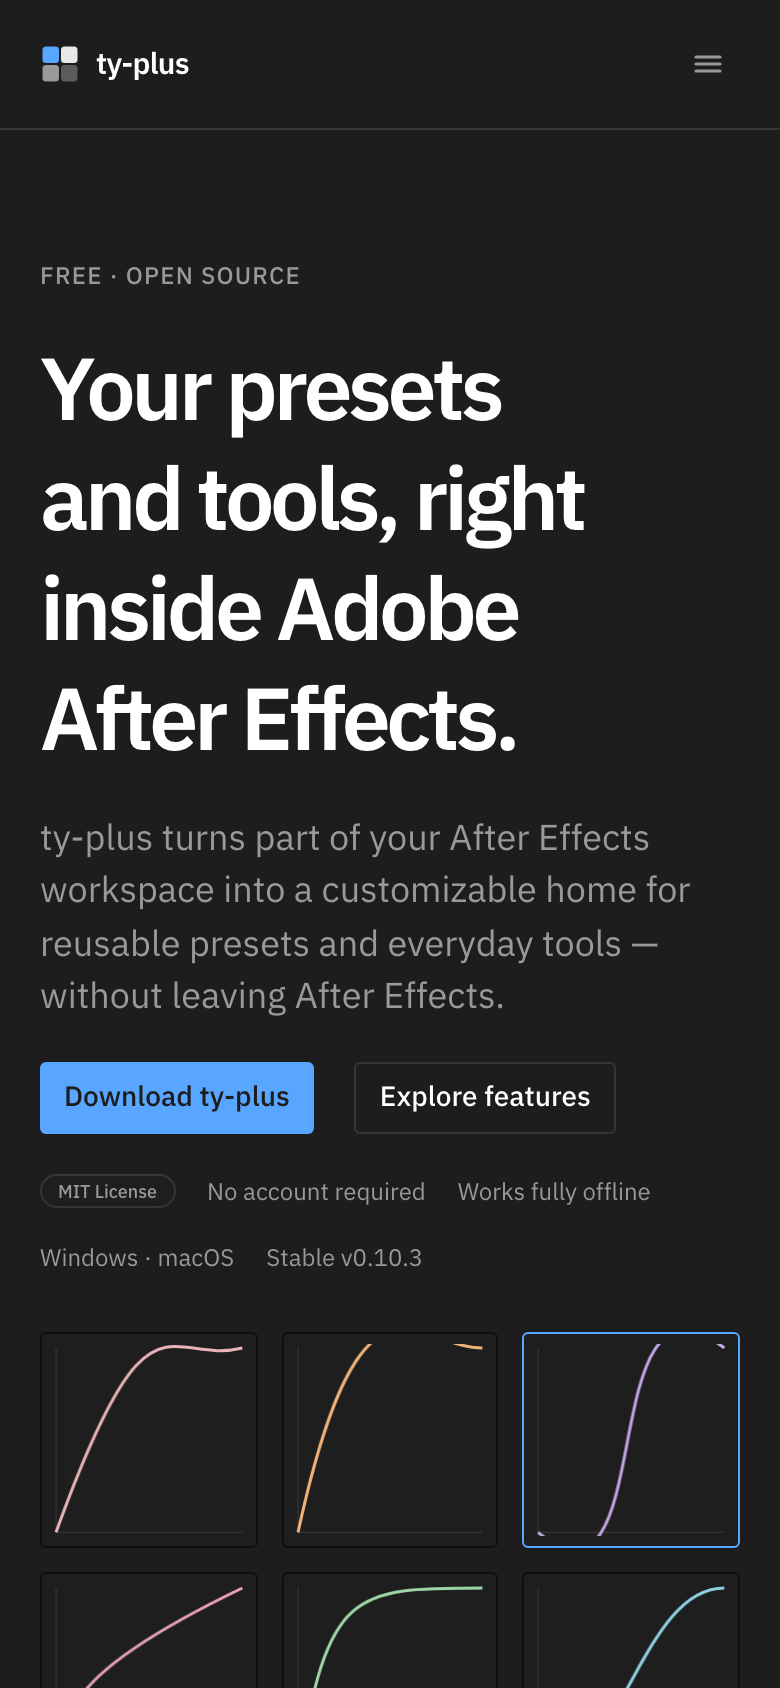 ty-plus
FREE · OPEN SOURCE
Your presets
and tools, right
inside Adobe
After Effects.
ty-plus turns part of your After Effects
workspace into a customizable home for
reusable presets and everyday tools —
without leaving After Effects.
Download ty-plus
Explore features
MIT License
No account required
Works fully offline
Windows · macOS
Stable v0.10.3